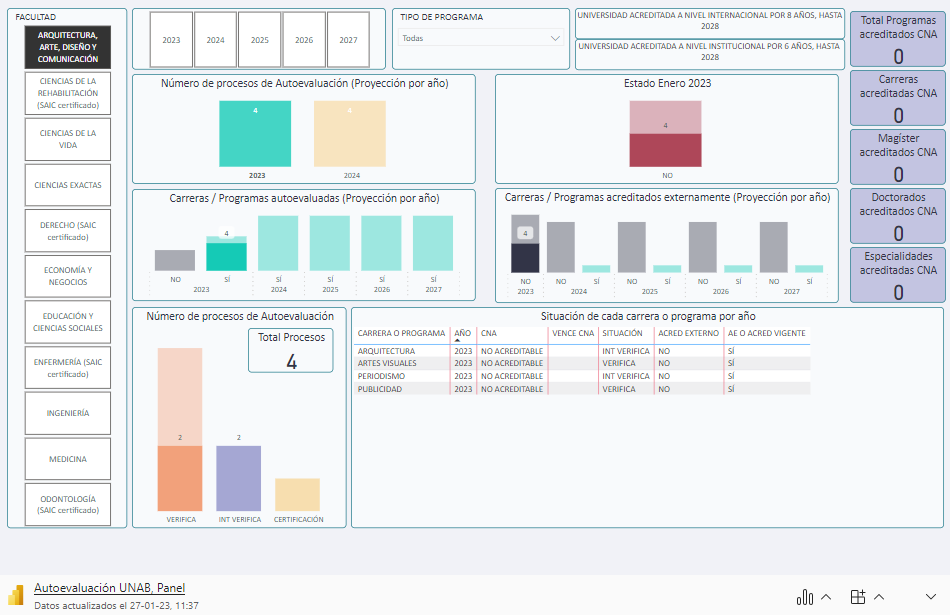 FACULTAD
ARQUITECTURA,
ARTE, DISEÑO Y
COMUNICACIÓN
CIENCIAS DE LA
REHABILITACIÓN
(SAIC certificado)
CIENCIAS DE LA
VIDA
CIENCIAS EXACTAS
DERECHO (SAIC
certificado)
ECONOMÍA Y
NEGOCIOS
EDUCACIÓN Y
CIENCIAS SOCIALES
ENFERMERÍA (SAIC
certificado)
INGENIERÍA
MEDICINA
ODONTOLOGÍA
(SAIC certificado)
2023 2024 2025 2026 2027
TIPO DE PROGRAMA
Todas
UNIVERSIDAD ACREDITADA A NIVEL INTERNACIONAL POR 8 AÑOS, HASTA
2028
UNIVERSIDAD ACREDITADA A NIVEL INSTITUCIONAL POR 6 AÑOS, HASTA
2028
Total Programas
acreditados CNA
0
Carreras
acreditadas CNA
0
Magíster
acreditados CNA
0
Doctorados
acreditados CNA
0
Especialidades
acreditadas CNA
0
Número de procesos de Autoevaluación (Proyección por año)
4 4
2023 2024
Estado Enero 2023
4
NO
Carreras / Programas autoevaluadas (Proyección por año)
4
NO SÍ SÍ SÍ SÍ SÍ
2023 2024 2025 2026 2027
Carreras / Programas acreditados externamente (Proyección por año)
4
NO NO SÍ NO SÍ NO SÍ NO SÍ
2023 2024 2025 2026 2027
Número de procesos de Autoevaluación
Total Procesos
4
2 2
VERIFICA INT VERIFICA CERTIFICACIÓN
Situación de cada carrera o programa por año
CARRERA O PROGRAMA AÑO CNA VENCE CNA SITUACIÓN ACRED EXTERNO AE O ACRED VIGENTE
ARQUITECTURA 2023 NO ACREDITABLE INT VERIFICA NO SÍ
ARTES VISUALES 2023 NO ACREDITABLE VERIFICA NO SÍ
PERIODISMO 2023 NO ACREDITABLE INT VERIFICA NO SÍ
PUBLICIDAD 2023 NO ACREDITABLE VERIFICA NO SÍ
Autoevaluación UNAB, Panel
Datos actualizados el 27-01-23, 11:37